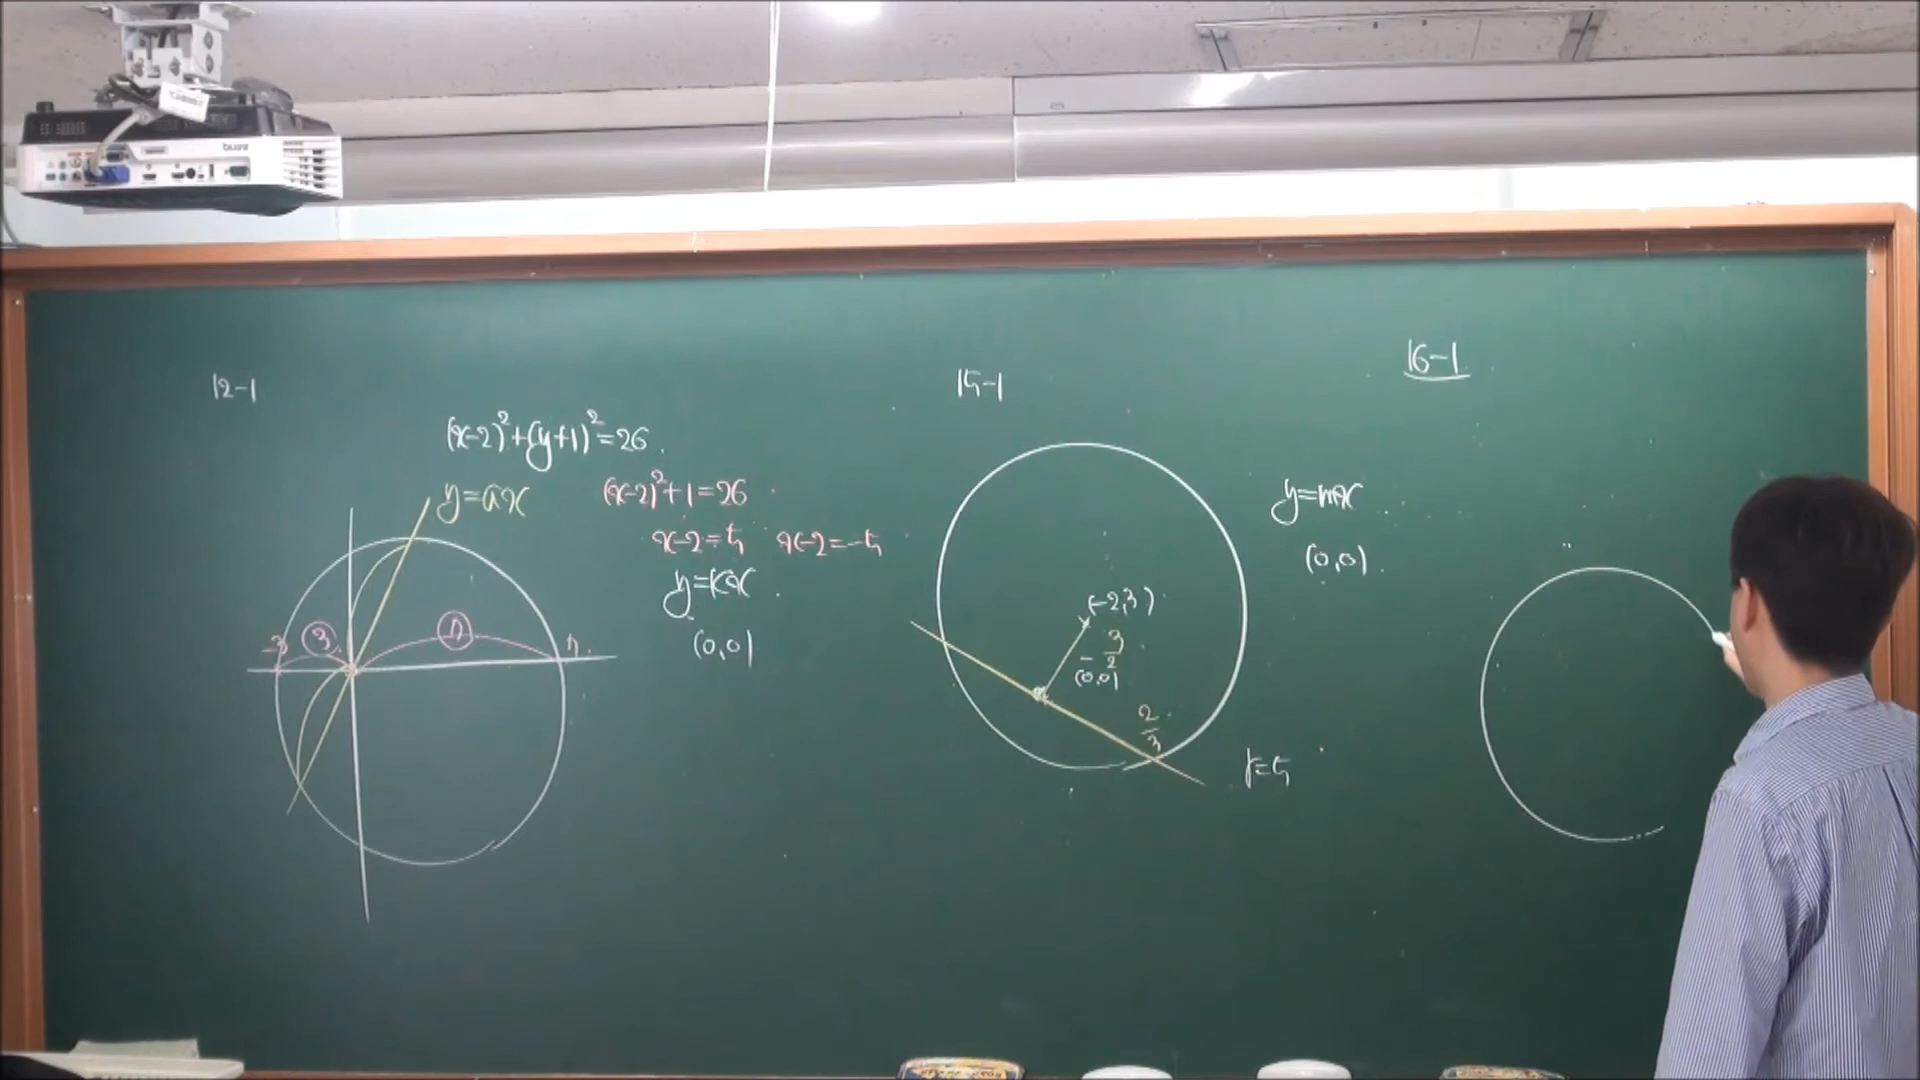 12-1
(x-2)²+(y+1)²=26
y=ax
(x-2)²+1=26
x-2=5 x-2=-5
y=kx
(0,0)
-3 3 7 7
15-1
y=mx
(0,0)
(-2,3)
-3/2
(0,0)
2/3
r=5
16-1
BenQ